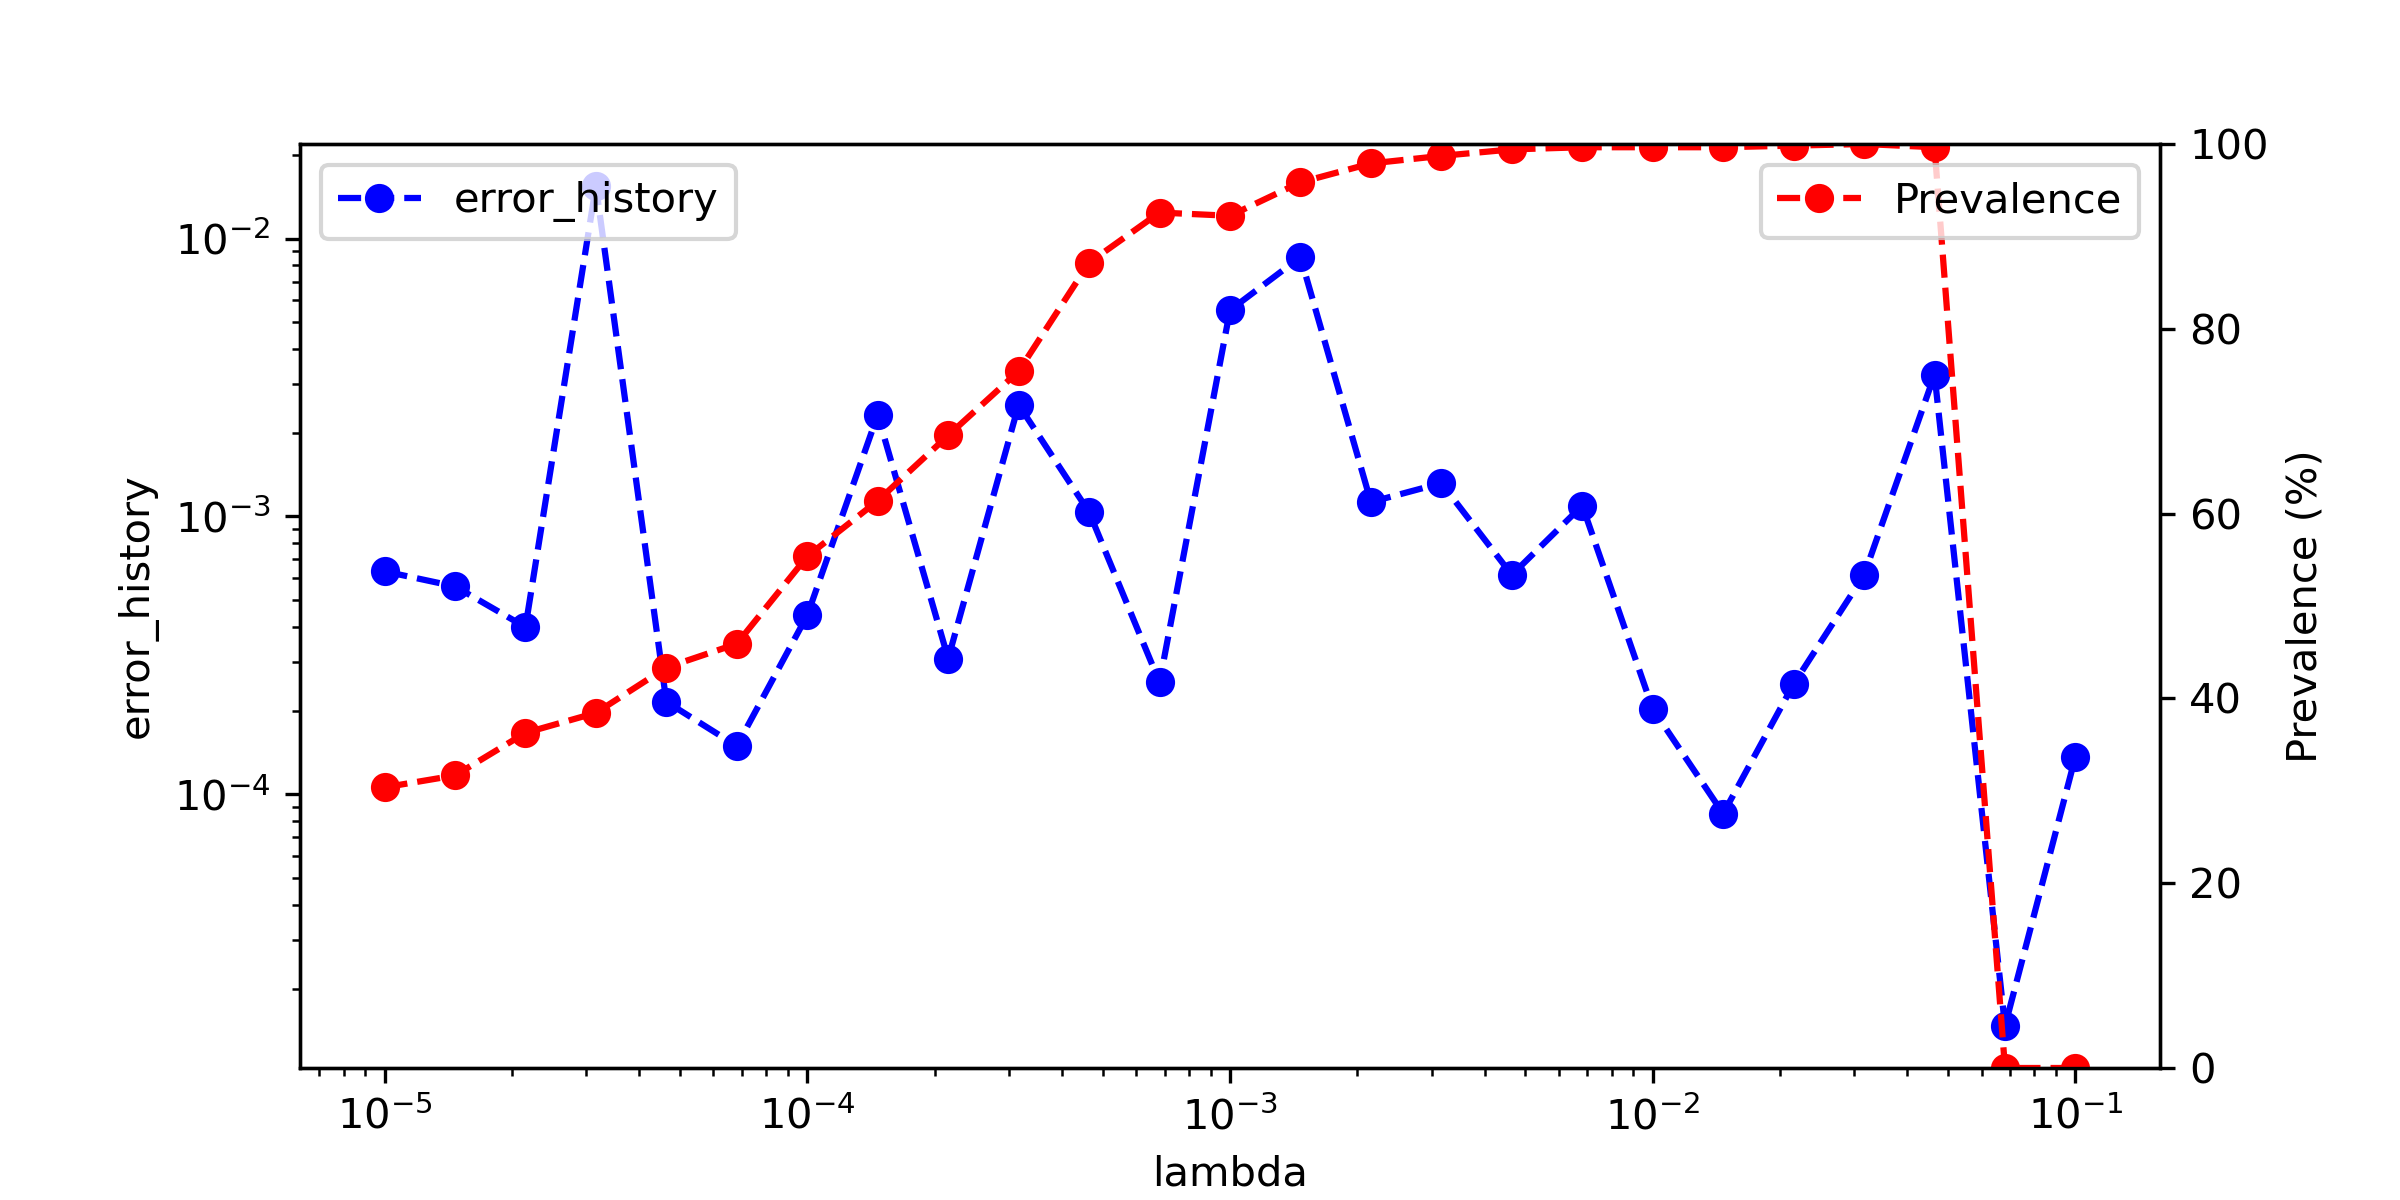 error_history
Prevalence
10⁻²
10⁻³
10⁻⁴
error_history
100
80
60
40
20
0
Prevalence (%)
10⁻⁵ 10⁻⁴ 10⁻³ 10⁻² 10⁻¹
lambda